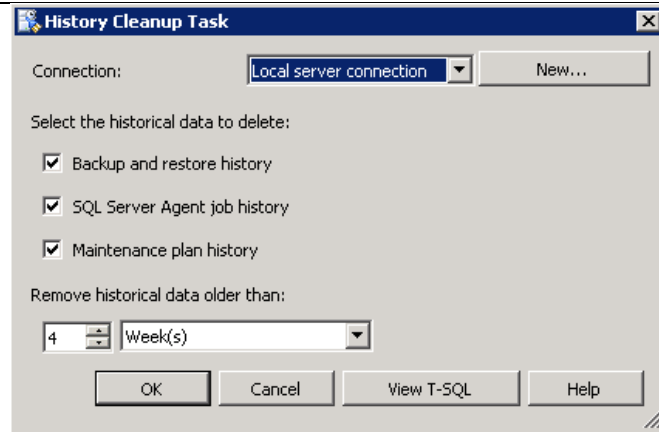 History Cleanup Task
Connection: Local server connection New...
Select the historical data to delete:
Backup and restore history
SQL Server Agent job history
Maintenance plan history
Remove historical data older than:
4 Week(s)
OK Cancel View T-SQL Help